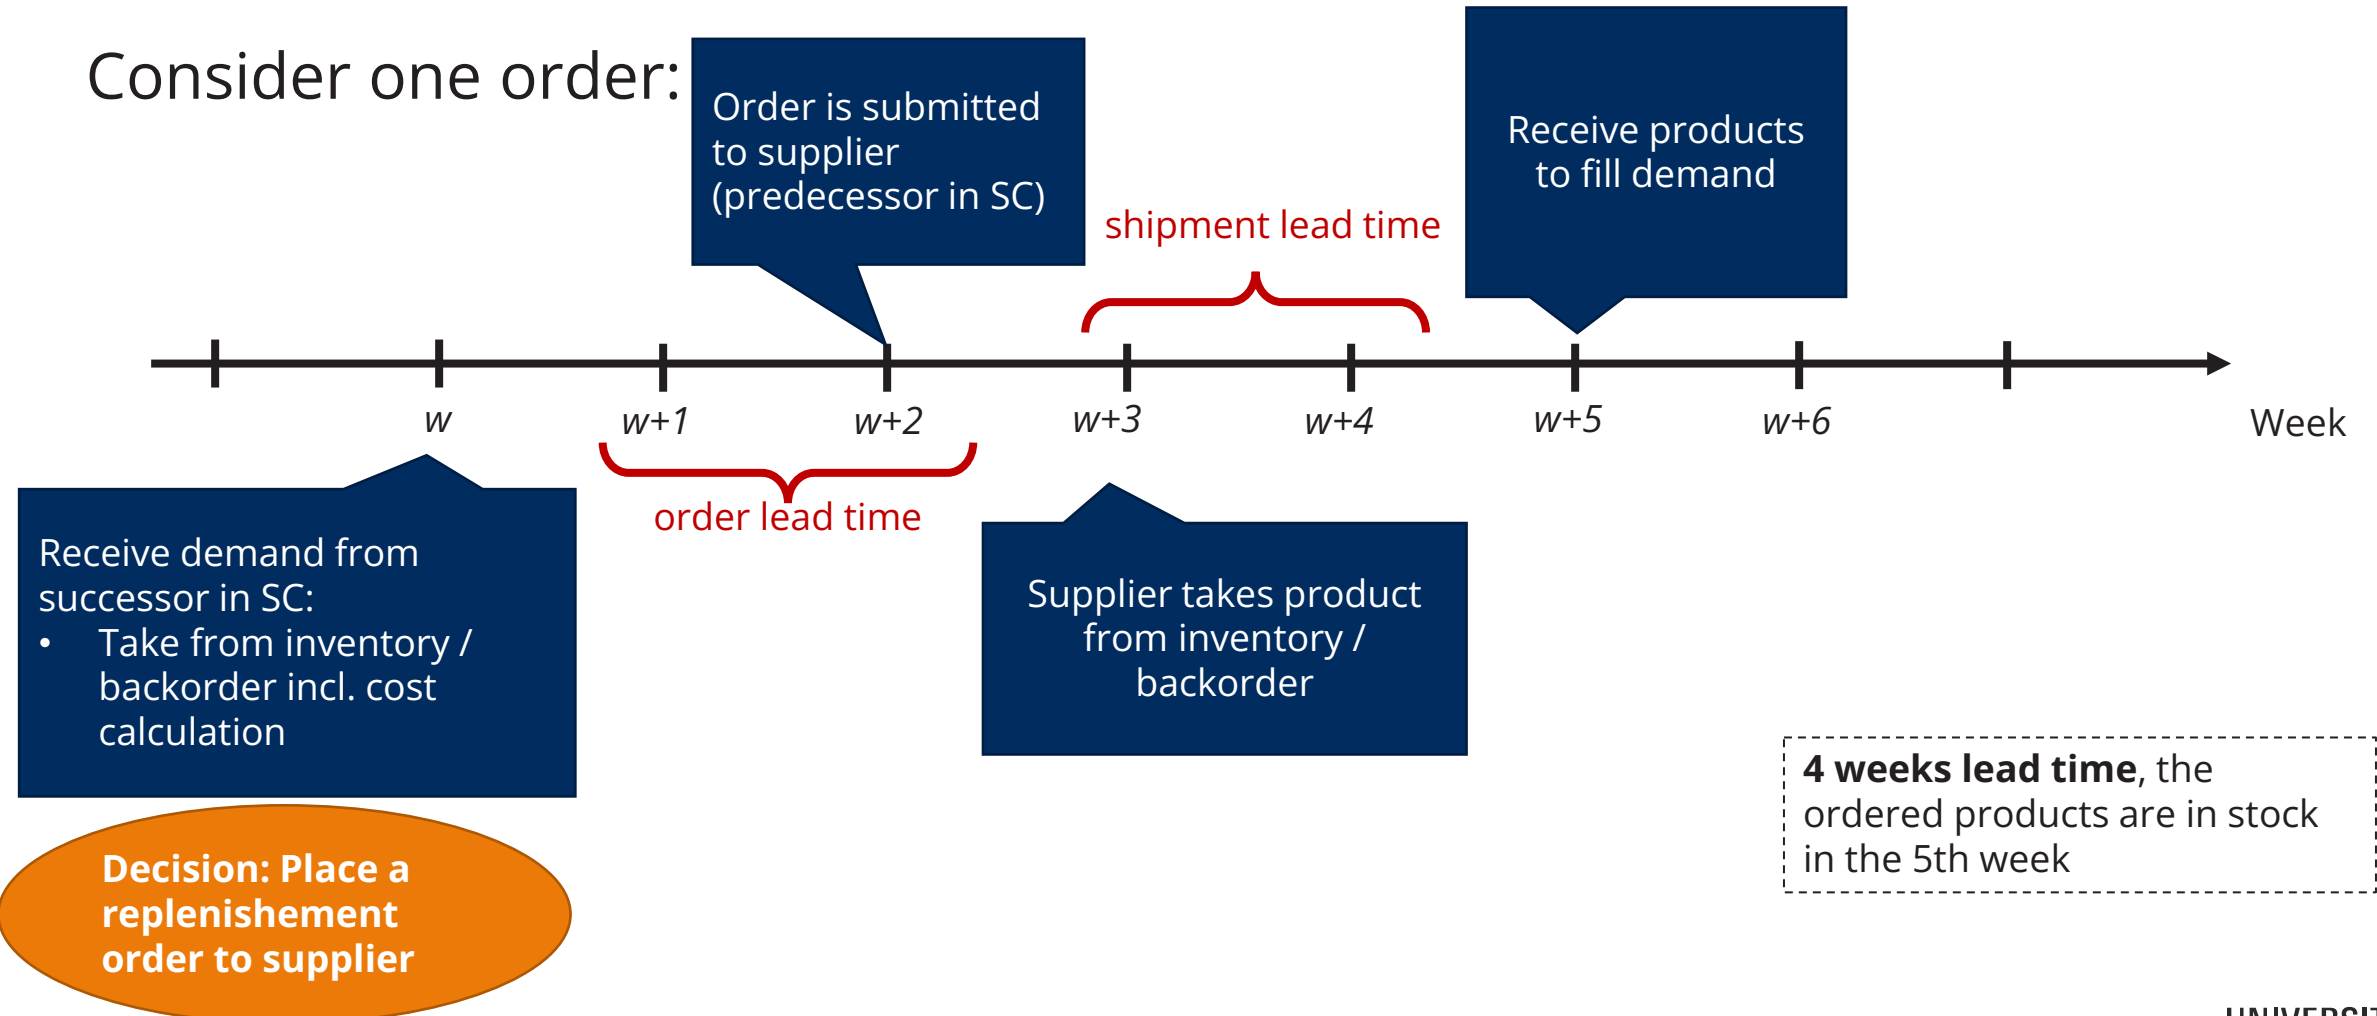 Consider one order:
Order is submitted
to supplier
(predecessor in SC)
Receive products
to fill demand
shipment lead time
w
w+1
w+2
w+3
w+4
w+5
w+6
Week
order lead time
Receive demand from
successor in SC:
• Take from inventory /
backorder incl. cost
calculation
Supplier takes product
from inventory /
backorder
Decision: Place a
replenishement
order to supplier
4 weeks lead time, the
ordered products are in stock
in the 5th week